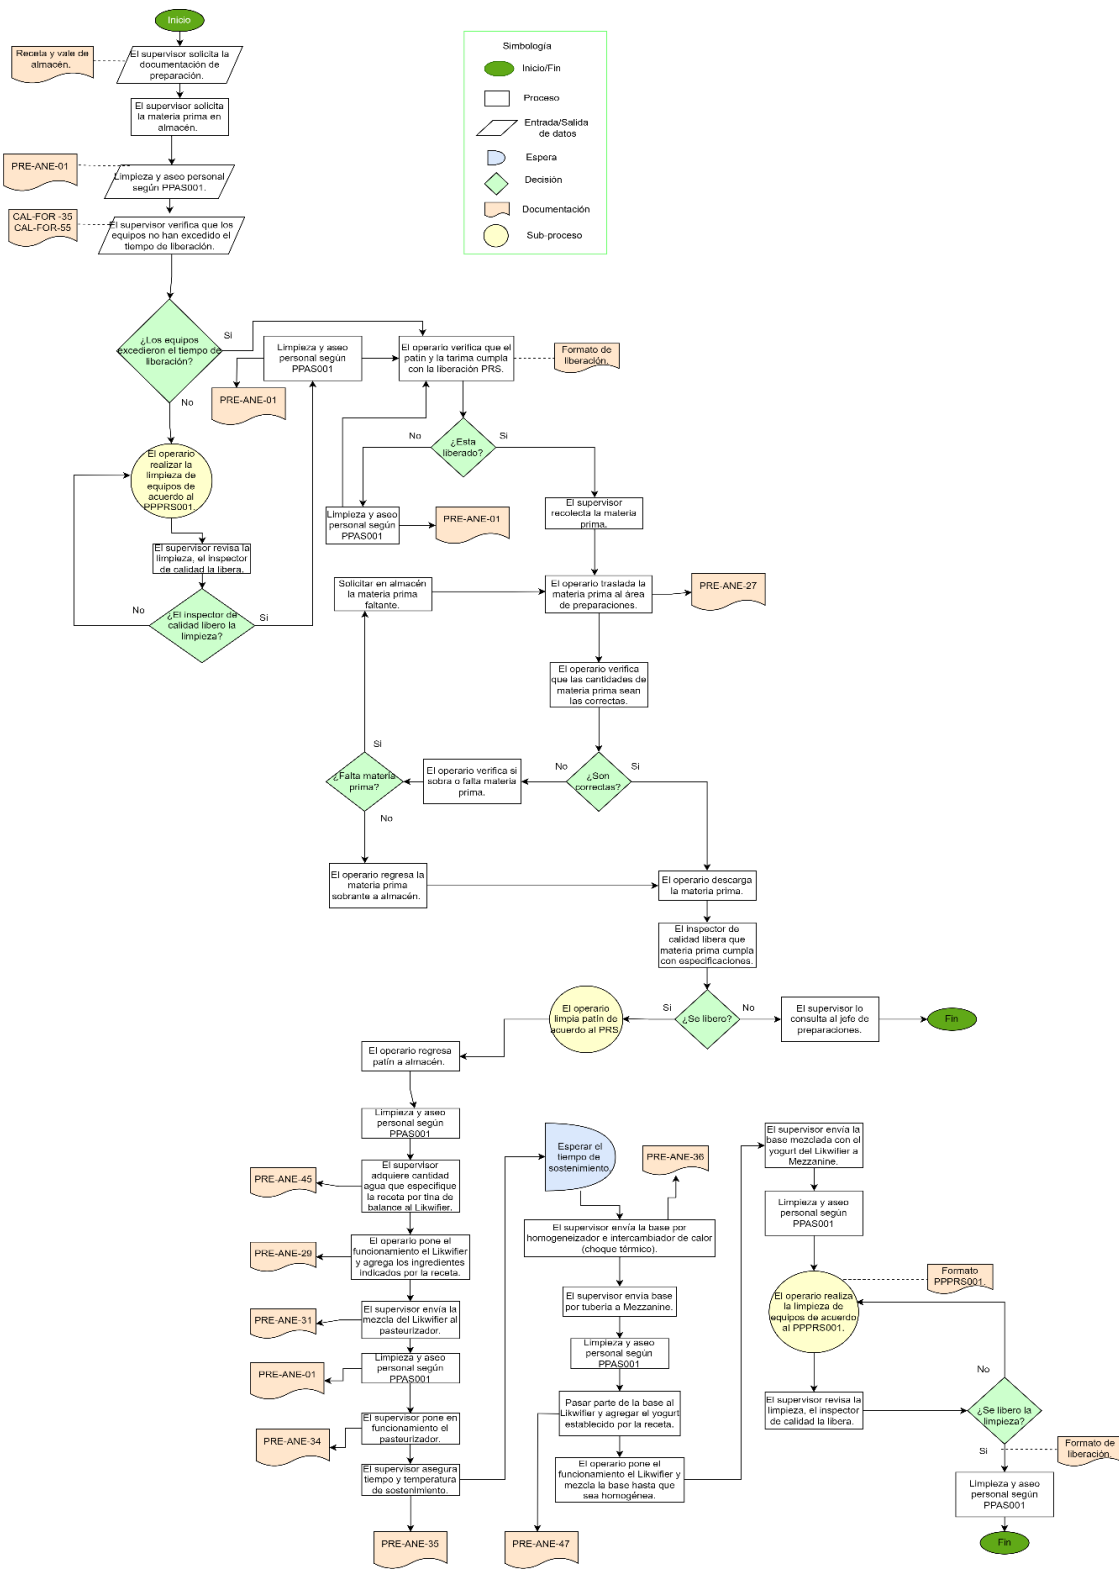 Inicio
Receta y vale de
almacén.
El supervisor solicita la
documentación de
preparación.
El supervisor solicita
la materia prima en
almacén.
PRE-ANE-01
Limpieza y aseo personal
según PPAS001.
CAL-FOR -35
CAL-FOR-55
El supervisor verifica que los
equipos no han excedido el
tiempo de liberación.
Simbología
Inicio/Fin
Proceso
Entrada/Salida
de datos
Espera
Decisión
Documentación
Sub-proceso
¿Los equipos
excedieron el tiempo de
liberación?
Si
No
Limpieza y aseo
personal según
PPAS001
PRE-ANE-01
El operario verifica que el
patín y la tarima cumpla
con la liberación PRS.
Formato de
liberación.
¿Esta
liberado?
No
Si
El operario
realizar la
limpieza de
equipos de
acuerdo al
PPPRS001.
Limpieza y aseo
personal según
PPAS001
PRE-ANE-01
El supervisor
recolecta la materia
prima.
El supervisor revisa la
limpieza, el inspector
de calidad la libera.
¿El inspector de
calidad libero la
limpieza?
No
Si
Solicitar en almacén
la materia prima
faltante.
El operario traslada la
materia prima al área
de preparaciones.
PRE-ANE-27
El operario verifica
que las cantidades de
materia prima sean
las correctas.
¿Son
correctas?
No
Si
El operario verifica si
sobra o falta materia
prima.
¿Falta materia
prima?
Si
No
El operario regresa la
materia prima
sobrante a almacén.
El operario descarga
la materia prima.
El Inspector de
calidad libera que
materia prima cumpla
con especificaciones.
¿Se libero?
Si
No
El operario
limpia patín de
acuerdo al PRS.
El supervisor lo
consulta al jefe de
preparaciones.
Fin
El operario regresa
patín a almacén.
Limpieza y aseo
personal según
PPAS001
El supervisor
adquiere cantidad
agua que especifique
la receta por tina de
balance al Likwifier.
PRE-ANE-45
El operario pone el
funcionamiento el Likwifier
y agrega los ingredientes
indicados por la receta.
PRE-ANE-29
El supervisor envía la
mezcla del Likwifier al
pasteurizador.
PRE-ANE-31
Limpieza y aseo
personal según
PPAS001
PRE-ANE-01
El supervisor pone en
funcionamiento el
pasteurizador.
PRE-ANE-34
El supervisor asegura
tiempo y temperatura
de sostenimiento.
PRE-ANE-35
Esperar el
tiempo de
sostenimiento.
PRE-ANE-36
El supervisor envía la base por
homogeneizador e intercambiador de calor
(choque térmico).
El supervisor envía base
por tubería a Mezzanine.
Limpieza y aseo
personal según
PPAS001
Pasar parte de la base al
Likwifier y agregar el yogurt
establecido por la receta.
El operario pone el
funcionamiento el Likwifier y
mezcla la base hasta que
sea homogénea.
PRE-ANE-47
El supervisor envía la
base mezclada con el
yogurt del Likwifier a
Mezzanine.
Limpieza y aseo
personal según
PPAS001
Formato
PPPRS001.
El operario realiza
la limpieza de
equipos de acuerdo
al PPPRS001.
El supervisor revisa la
limpieza, el inspector
de calidad la libera.
¿Se libero la
limpieza?
No
Si
Formato de
liberación.
Limpieza y aseo
personal según
PPAS001
Fin